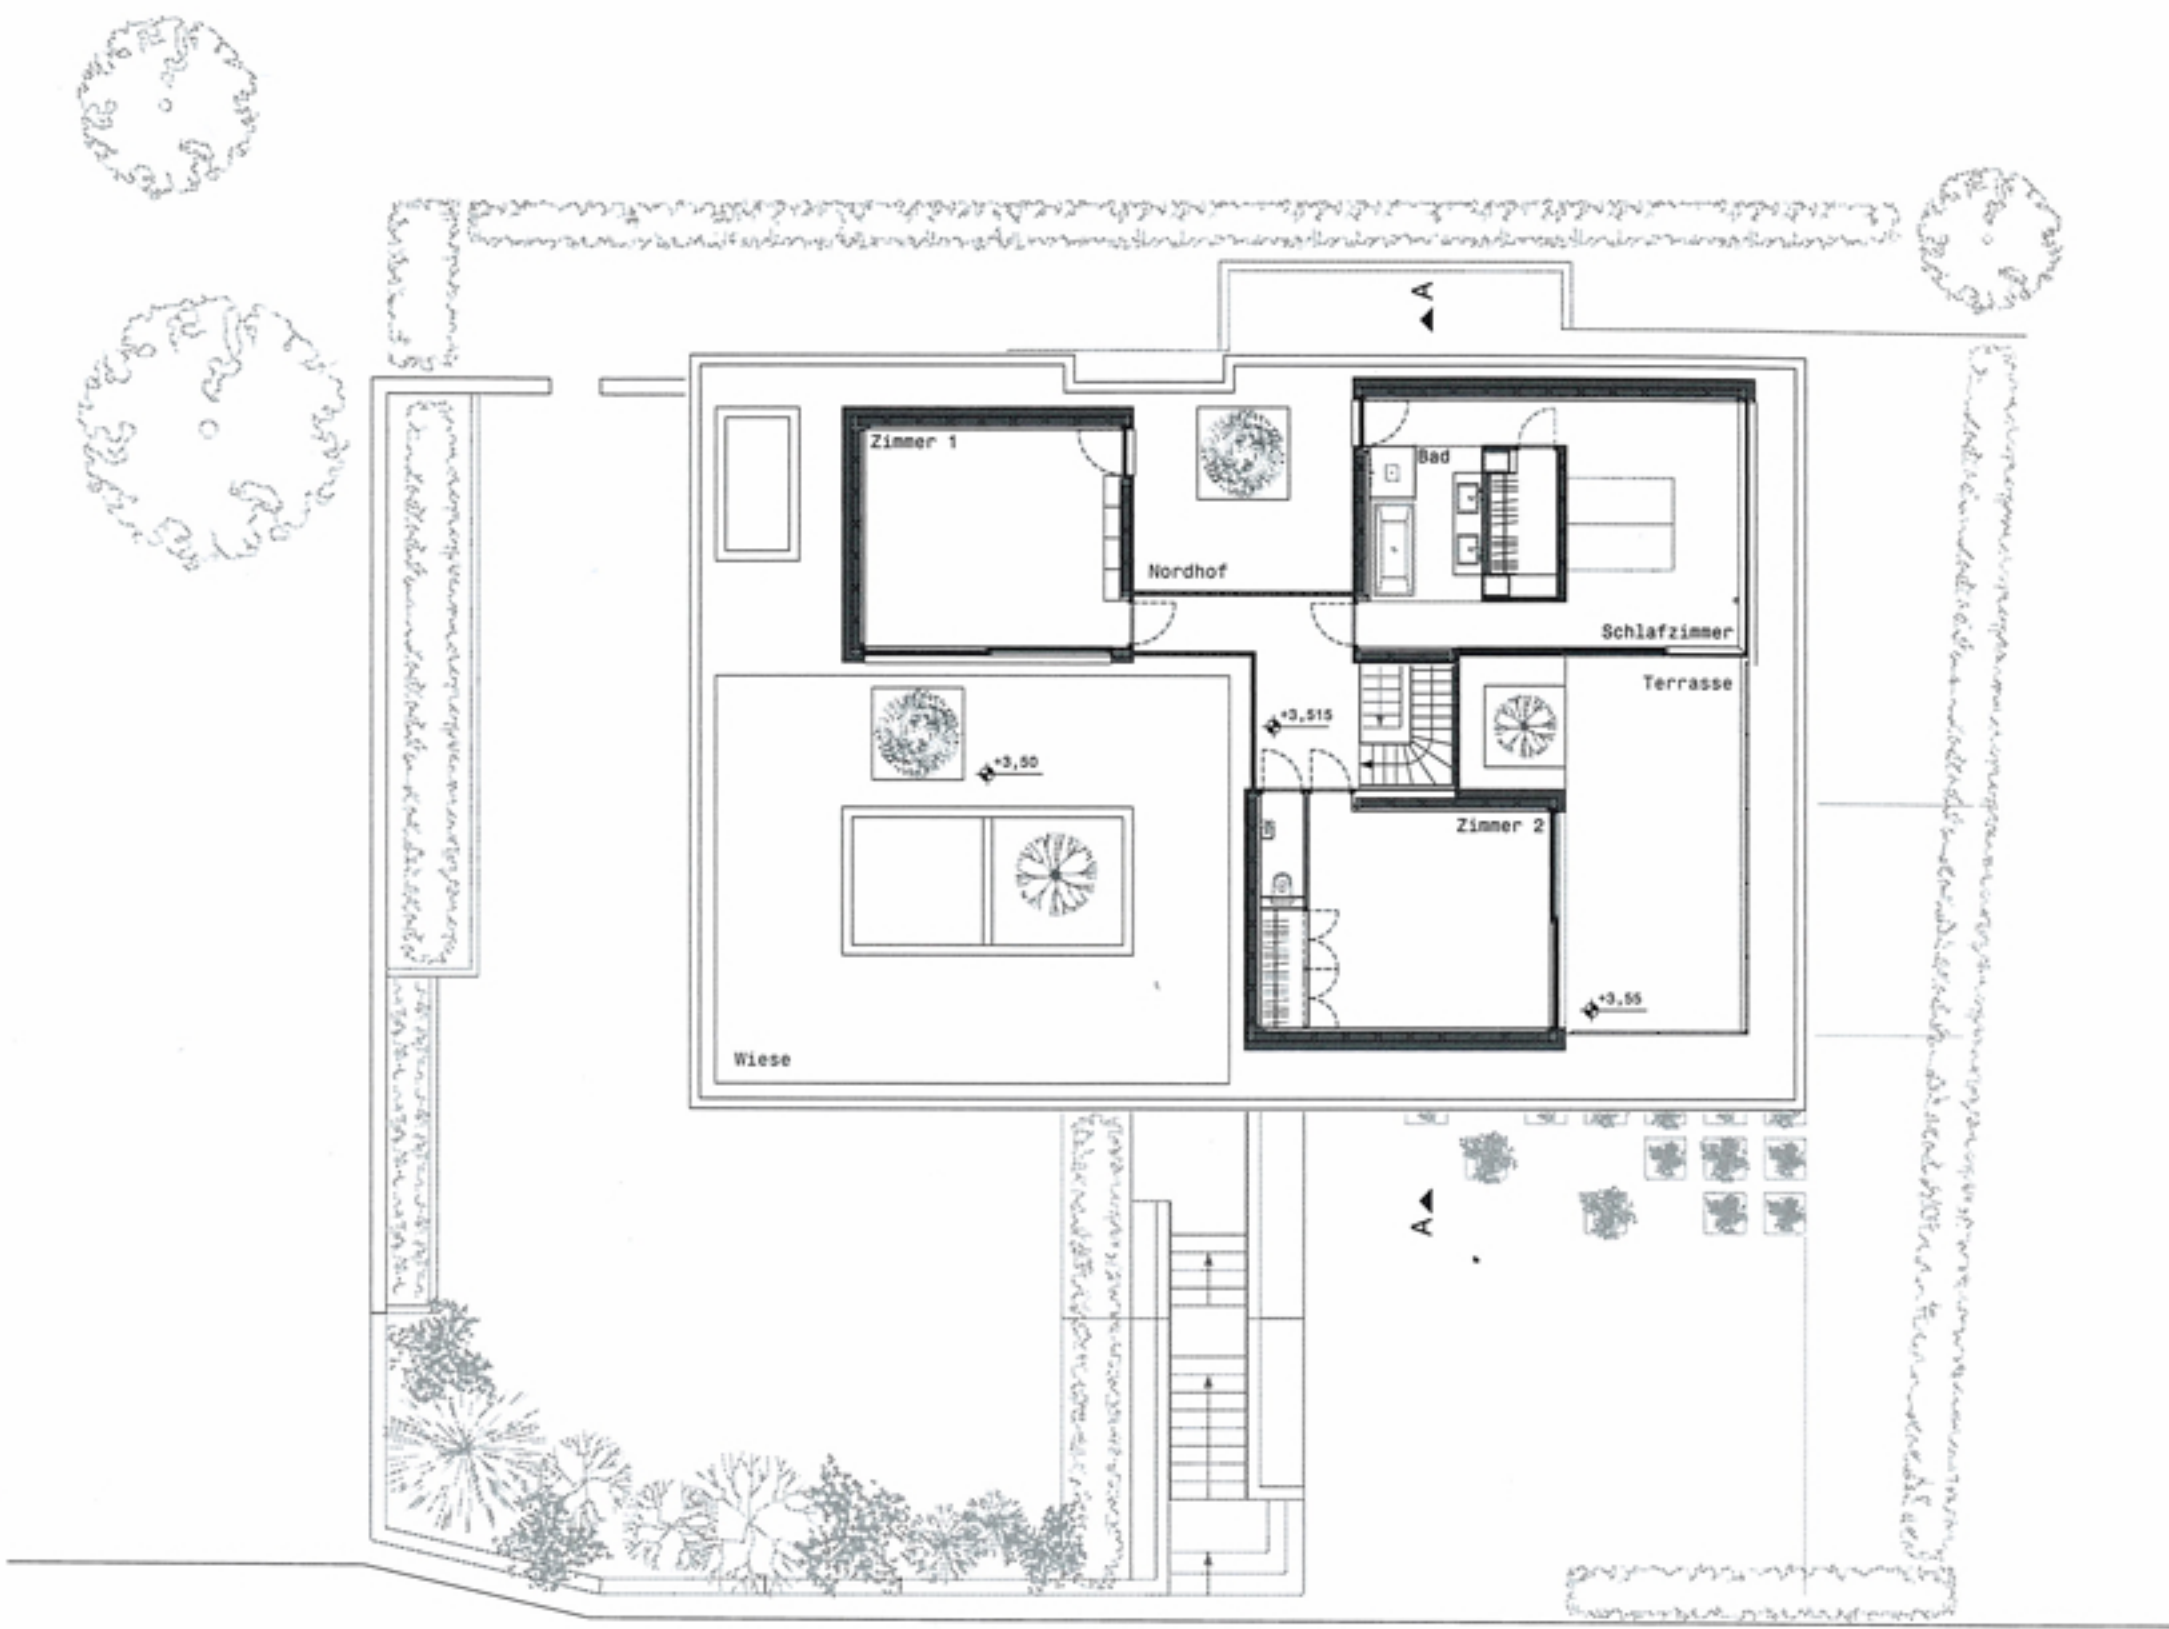 A
Zimmer 1
Bad
Nordhof
Schlafzimmer
Terrasse
+3,515
+3,50
Zimmer 2
+3,55
Wiese
A